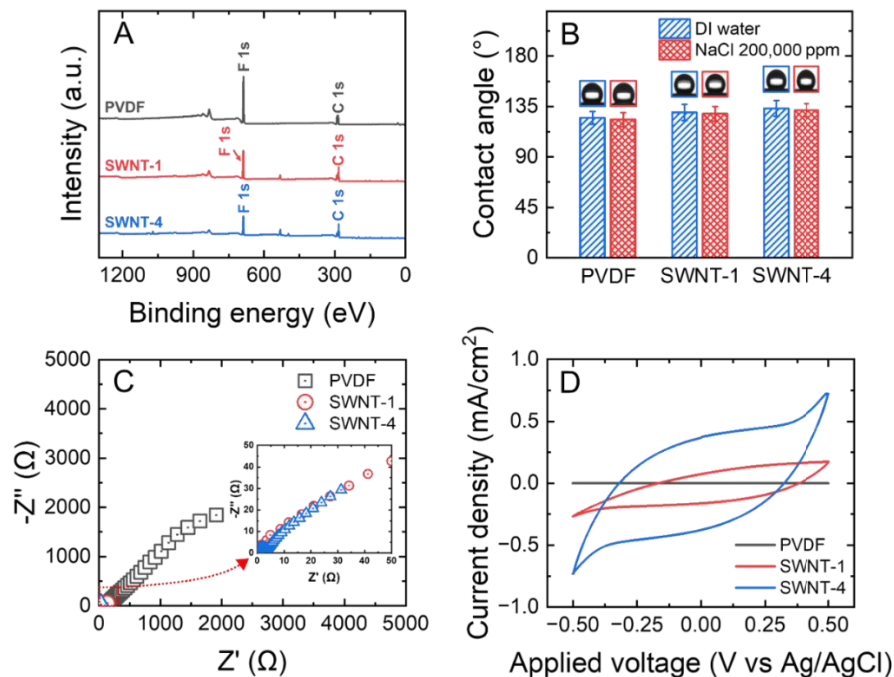 A
Intensity (a.u.)
F 1s
C 1s
PVDF
F 1s
C 1s
SWNT-1
F 1s
C 1s
SWNT-4
1200
900
600
300
0
Binding energy (eV)
B
DI water
NaCl 200,000 ppm
Contact angle (°)
180
135
90
45
0
PVDF
SWNT-1
SWNT-4
C
PVDF
SWNT-1
SWNT-4
-Z'' (Ω)
5000
4000
3000
2000
1000
0
0
1000
2000
3000
4000
5000
Z' (Ω)
-Z'' (Ω)
50
40
30
20
10
0
0
10
20
30
40
50
Z' (Ω)
D
Current density (mA/cm²)
1.0
0.5
0.0
−0.5
−1.0
PVDF
SWNT-1
SWNT-4
−0.50
−0.25
0.00
0.25
0.50
Applied voltage (V vs Ag/AgCl)